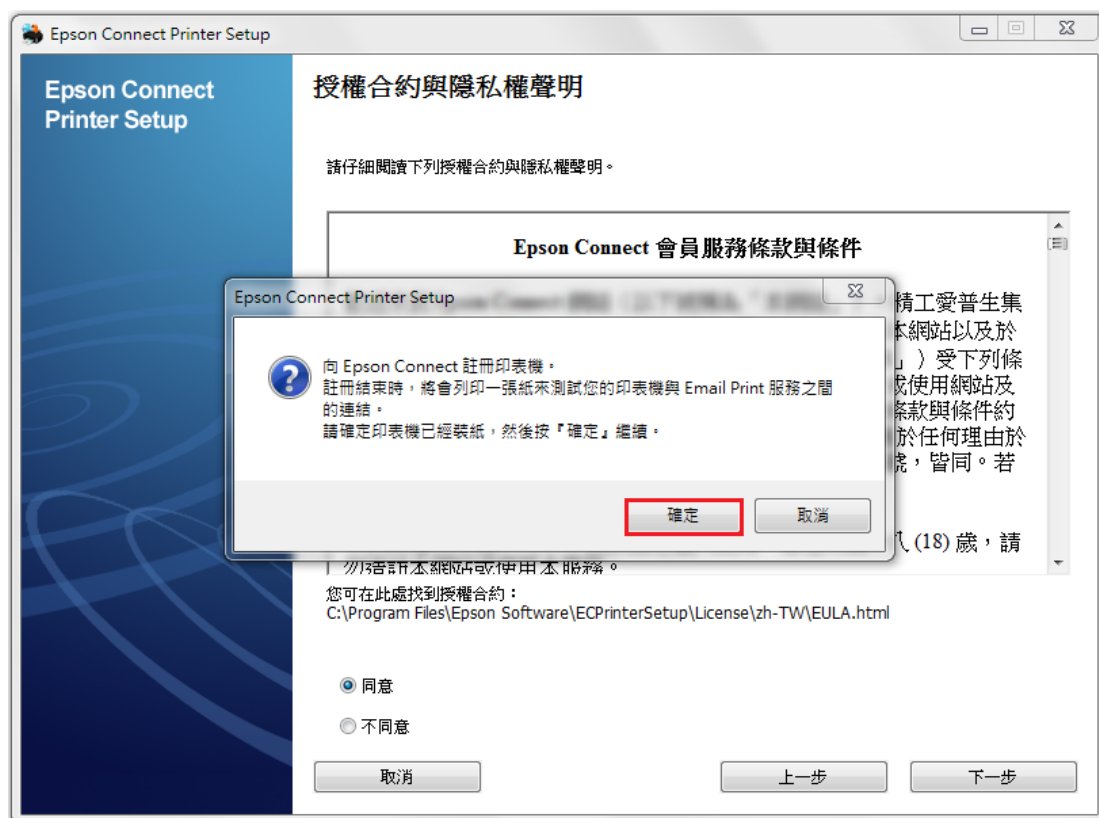 Epson Connect Printer Setup
Epson Connect
Printer Setup
授權合約與隱私權聲明
請仔細閱讀下列授權合約與隱私權聲明。
Epson Connect 會員服務條款與條件
Epson Connect Printer Setup
精工愛普生集
本網站以及於
」）受下列條
或使用網站及
條款與條件約
於任何理由於
，皆同。若
向 Epson Connect 註冊印表機。
註冊結束時，將會列印一張紙來測試您的印表機與 Email Print 服務之間
的連結。
請確定印表機已經裝紙，然後按『確定』繼續。
確定
取消
(18) 歲，請
勿造訪本網站或使用本服務。
您可在此處找到授權合約：
C:\Program Files\Epson Software\ECPrinterSetup\License\zh-TW\EULA.html
同意
不同意
取消
上一步
下一步